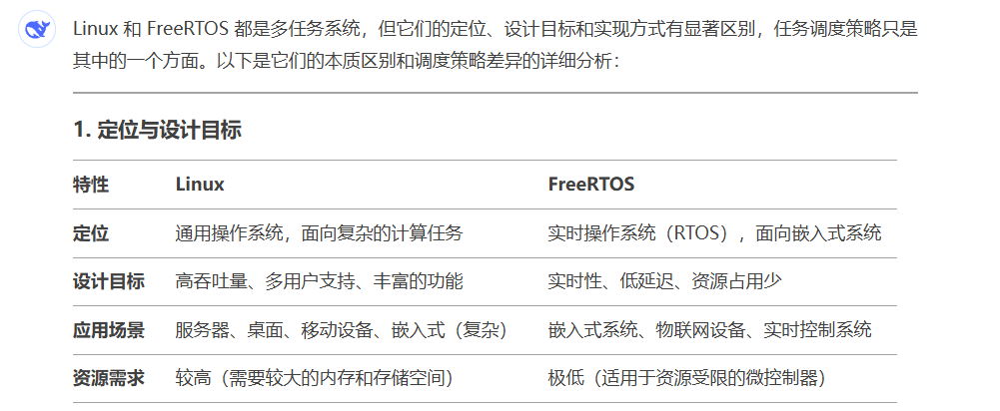 Linux 和 FreeRTOS 都是多任务系统，但它们的定位、设计目标和实现方式有显著区别，任务调度策略只是
其中的一个方面。以下是它们的本质区别和调度策略差异的详细分析：
1. 定位与设计目标
特性 Linux FreeRTOS
定位 通用操作系统，面向复杂的计算任务 实时操作系统（RTOS），面向嵌入式系统
设计目标 高吞吐量、多用户支持、丰富的功能 实时性、低延迟、资源占用少
应用场景 服务器、桌面、移动设备、嵌入式（复杂） 嵌入式系统、物联网设备、实时控制系统
资源需求 较高（需要较大的内存和存储空间） 极低（适用于资源受限的微控制器）